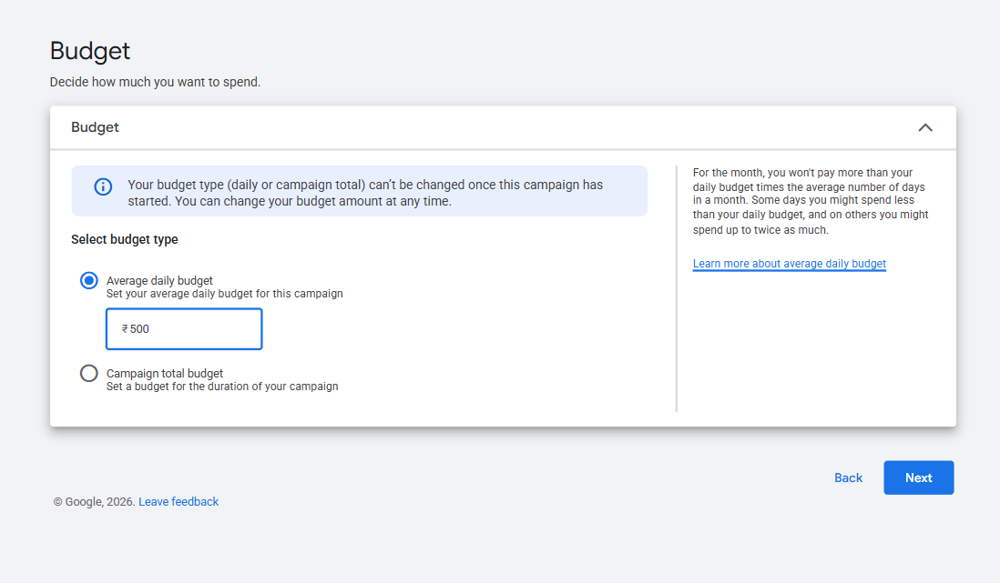 Budget
Decide how much you want to spend.
Budget
Your budget type (daily or campaign total) can't be changed once this campaign has
started. You can change your budget amount at any time.
Select budget type
Average daily budget
Set your average daily budget for this campaign
₹ 500
Campaign total budget
Set a budget for the duration of your campaign
For the month, you won't pay more than your
daily budget times the average number of days
in a month. Some days you might spend less
than your daily budget, and on others you might
spend up to twice as much.
Learn more about average daily budget
Back
Next
© Google, 2026. Leave feedback